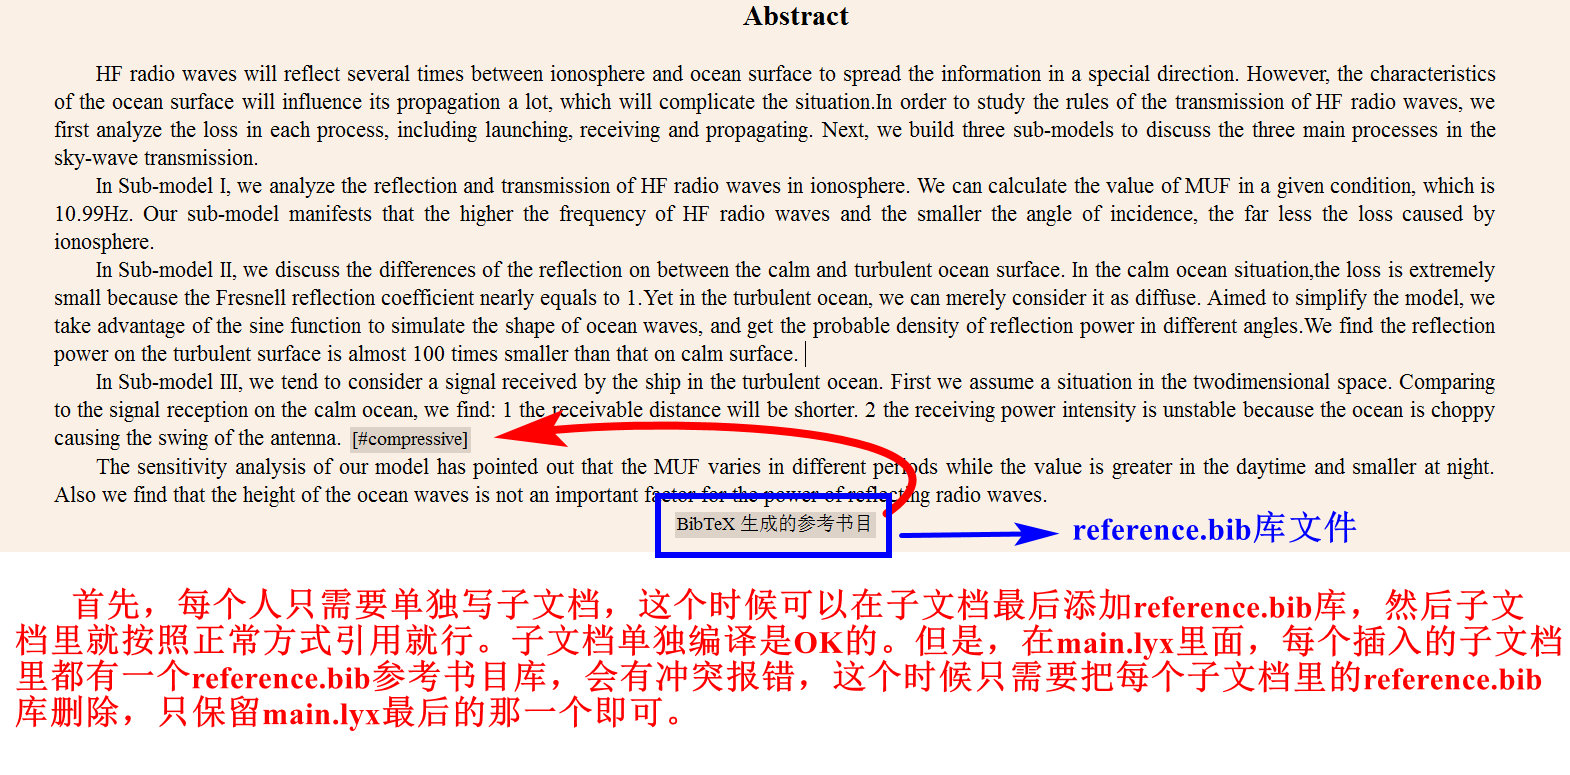 Abstract
HF radio waves will reflect several times between ionosphere and ocean surface to spread the information in a special direction. However, the characteristics
of the ocean surface will influence its propagation a lot, which will complicate the situation.In order to study the rules of the transmission of HF radio waves, we
first analyze the loss in each process, including launching, receiving and propagating. Next, we build three sub-models to discuss the three main processes in the
sky-wave transmission.
In Sub-model I, we analyze the reflection and transmission of HF radio waves in ionosphere. We can calculate the value of MUF in a given condition, which is
10.99Hz. Our sub-model manifests that the higher the frequency of HF radio waves and the smaller the angle of incidence, the far less the loss caused by
ionosphere.
In Sub-model II, we discuss the differences of the reflection on between the calm and turbulent ocean surface. In the calm ocean situation,the loss is extremely
small because the Fresnell reflection coefficient nearly equals to 1.Yet in the turbulent ocean, we can merely consider it as diffuse. Aimed to simplify the model, we
take advantage of the sine function to simulate the shape of ocean waves, and get the probable density of reflection power in different angles.We find the reflection
power on the turbulent surface is almost 100 times smaller than that on calm surface.
In Sub-model III, we tend to consider a signal received by the ship in the turbulent ocean. First we assume a situation in the twodimensional space. Comparing
to the signal reception on the calm ocean, we find: 1 the receivable distance will be shorter. 2 the receiving power intensity is unstable because the ocean is choppy
causing the swing of the antenna. [#compressive]
The sensitivity analysis of our model has pointed out that the MUF varies in different periods while the value is greater in the daytime and smaller at night.
Also we find that the height of the ocean waves is not an important factor for the power of reflecting radio waves.
BibTeX 生成的参考书目
reference.bib库文件
首先，每个人只需要单独写子文档，这个时候可以在子文档最后添加reference.bib库，然后子文
档里就按照正常方式引用就行。子文档单独编译是OK的。但是，在main.lyx里面，每个插入的子文档
里都有一个reference.bib参考书目库，会有冲突报错，这个时候只需要把每个子文档里的reference.bib
库删除，只保留main.lyx最后的那一个即可。